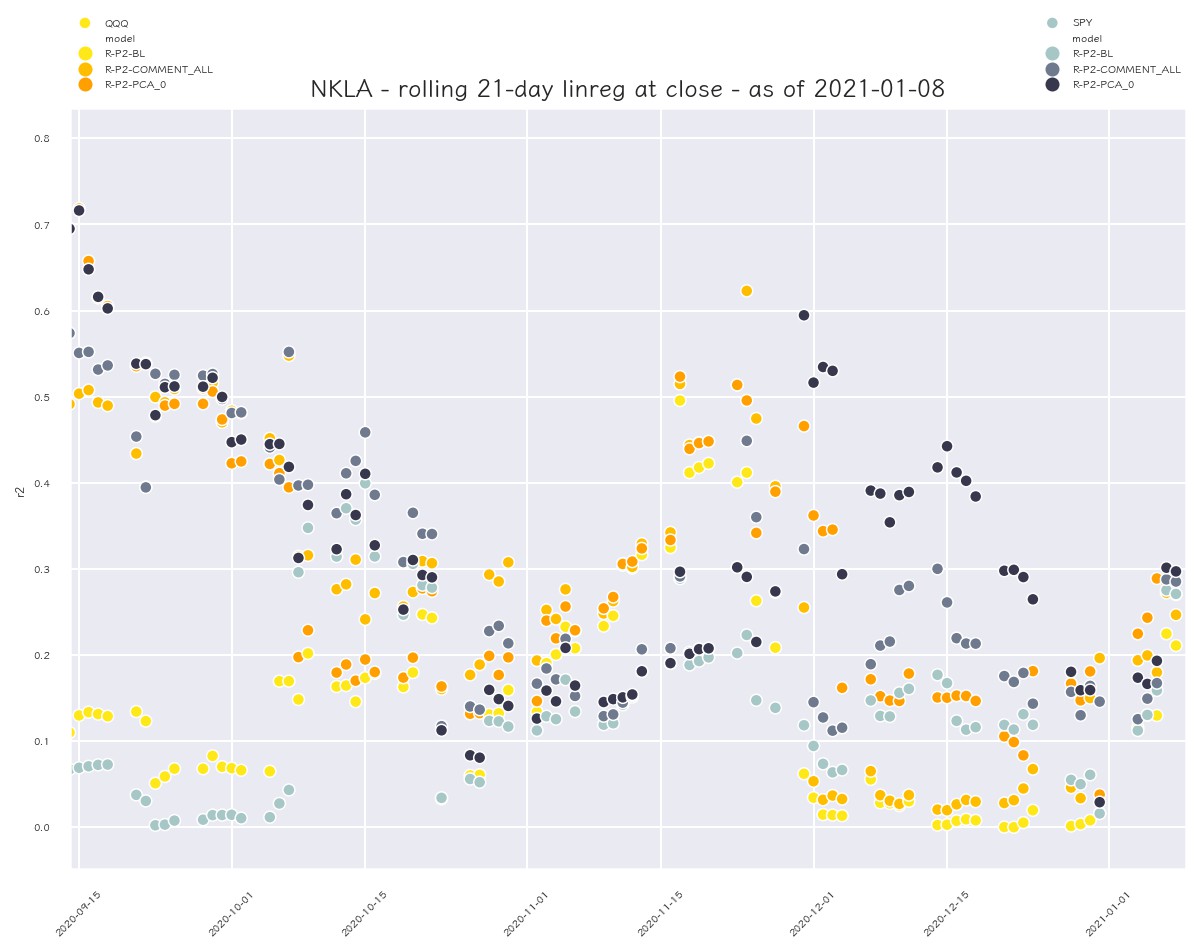 QQQ
model
R-P2-BL
R-P2-COMMENT_ALL
R-P2-PCA_0
SPY
model
R-P2-BL
R-P2-COMMENT_ALL
R-P2-PCA_0
NKLA - rolling 21-day linreg at close - as of 2021-01-08
0.8
0.7
0.6
0.5
0.4
0.3
0.2
0.1
0.0
r2
2020-09-15
2020-10-01
2020-10-15
2020-11-01
2020-11-15
2020-12-01
2020-12-15
2021-01-01